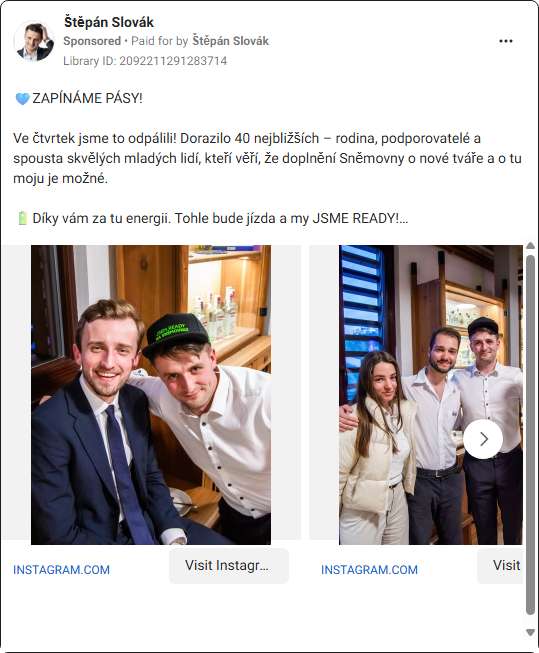 Štěpán Slovák
Sponsored • Paid for by Štěpán Slovák
Library ID: 2092211291283714
💙ZAPÍNÁME PÁSY!
Ve čtvrtek jsme to odpálili! Dorazilo 40 nejbližších – rodina, podporovatelé a
spousta skvělých mladých lidí, kteří věří, že doplnění Sněmovny o nové tváře a o tu
moju je možné.
🔋Díky vám za tu energii. Tohle bude jízda a my JSME READY!...
JSEM READY
INSTAGRAM.COM
Visit Instagr...
INSTAGRAM.COM
Visit